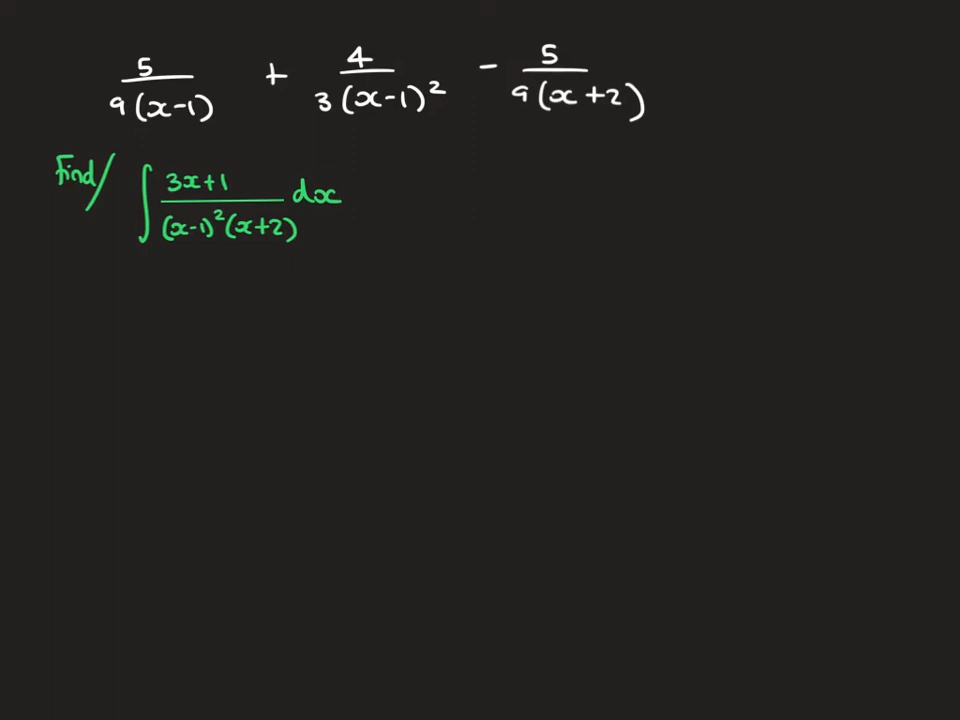 5/9(x-1) + 4/3(x-1)² - 5/9(x+2)
Find/ ∫ 3x+1/(x-1)²(x+2) dx